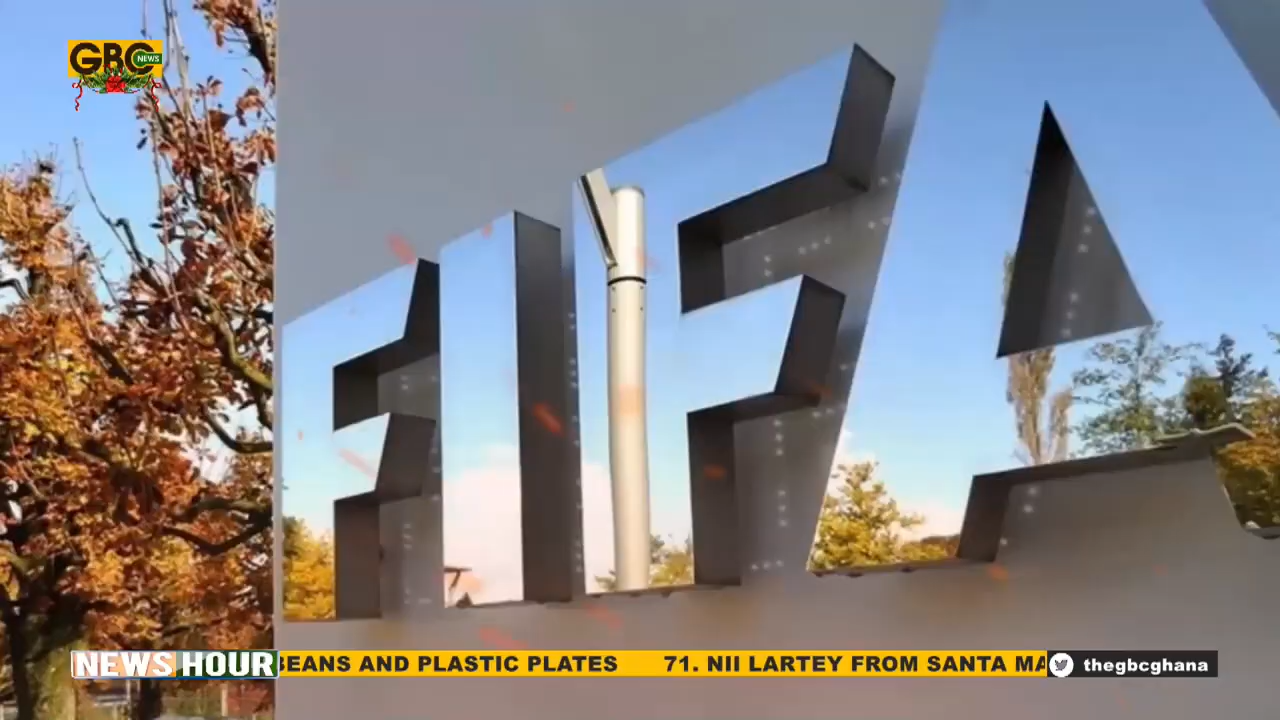 GBC
NEWS
FIFA
NEWS HOUR
BEANS AND PLASTIC PLATES 71. NII LARTEY FROM SANTA MA
thegbcghana